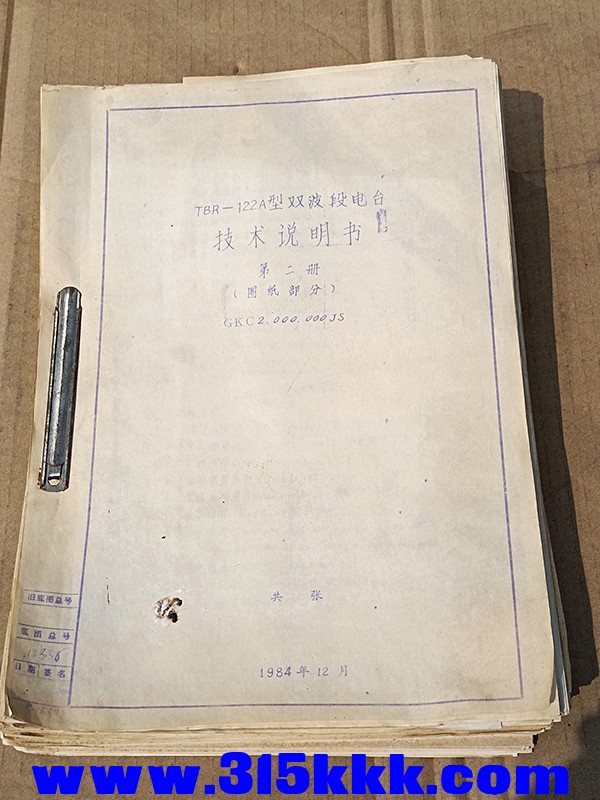 TBR-122A型双波段电台
技术说明书
第二册
(图纸部分)
GKC2.000.000JS
共 张
1984年12月
旧底图总号
底图总号
日期 签名
www.315kkk.com